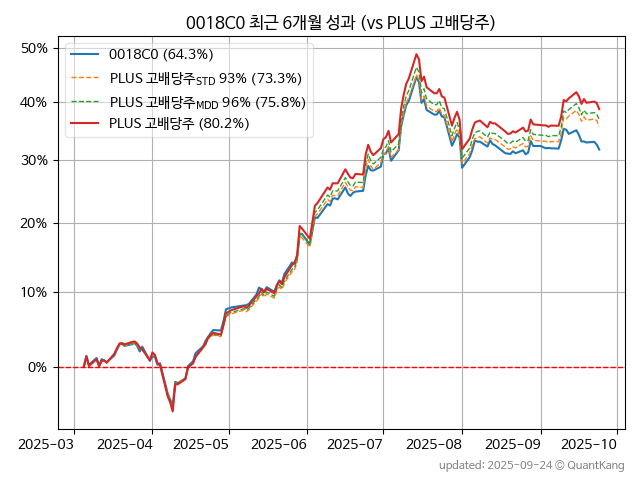 0018C0 최근 6개월 성과 (vs PLUS 고배당주)
0018C0 (64.3%)
PLUS 고배당주STD 93% (73.3%)
PLUS 고배당주MDD 96% (75.8%)
PLUS 고배당주 (80.2%)
50%
40%
30%
20%
10%
0%
2025-03 2025-04 2025-05 2025-06 2025-07 2025-08 2025-09 2025-10
updated: 2025-09-24 © QuantKang